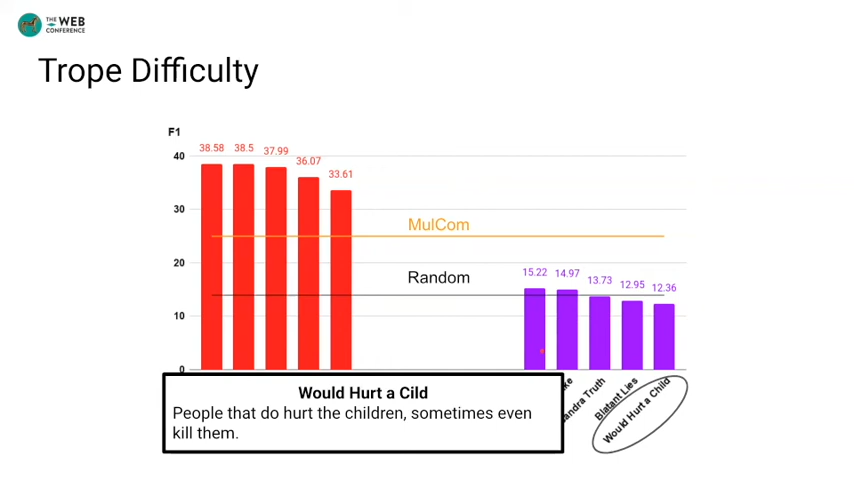 THE WEB
CONFERENCE
Trope Difficulty
F1
38.58 38.5 37.99 36.07 33.61
40
30
MulCom
20
Random
15.22 14.97 13.73 12.95 12.36
10
0
Would Hurt a Cild
People that do hurt the children, sometimes even
kill them.
Truth
Blatant Lies
Would Hurt a Child